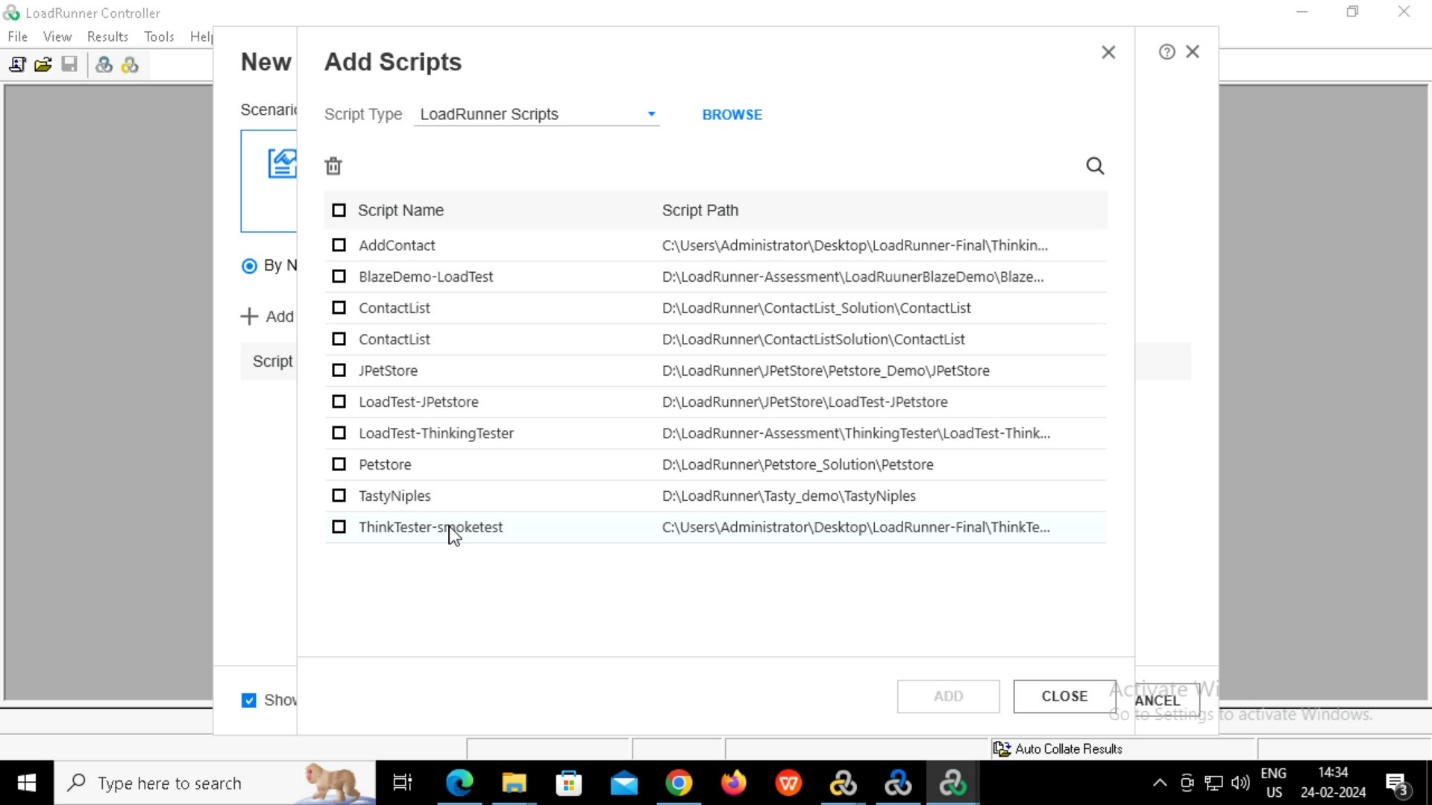 LoadRunner Controller
File View Results Tools Help
New
Add Scripts
Scenario
Script Type LoadRunner Scripts BROWSE
Script Name Script Path
AddContact C:\Users\Administrator\Desktop\LoadRunner-Final\Thinkin...
By N
BlazeDemo-LoadTest D:\LoadRunner-Assessment\LoadRuunerBlazeDemo\Blaze...
ContactList D:\LoadRunner\ContactList_Solution\ContactList
Add
ContactList D:\LoadRunner\ContactListSolution\ContactList
Script
JPetStore D:\LoadRunner\JPetStore\Petstore_Demo\JPetStore
LoadTest-JPetstore D:\LoadRunner\JPetStore\LoadTest-JPetstore
LoadTest-ThinkingTester D:\LoadRunner-Assessment\ThinkingTester\LoadTest-Think...
Petstore D:\LoadRunner\Petstore_Solution\Petstore
TastyNiples D:\LoadRunner\Tasty_demo\TastyNiples
ThinkTester-smoketest C:\Users\Administrator\Desktop\LoadRunner-Final\ThinkTe...
Show ADD CLOSE ANCEL
Activate Wi
Go to Settings to activate Windows.
Auto Collate Results
Type here to search
ENG
US
14:34
24-02-2024
3